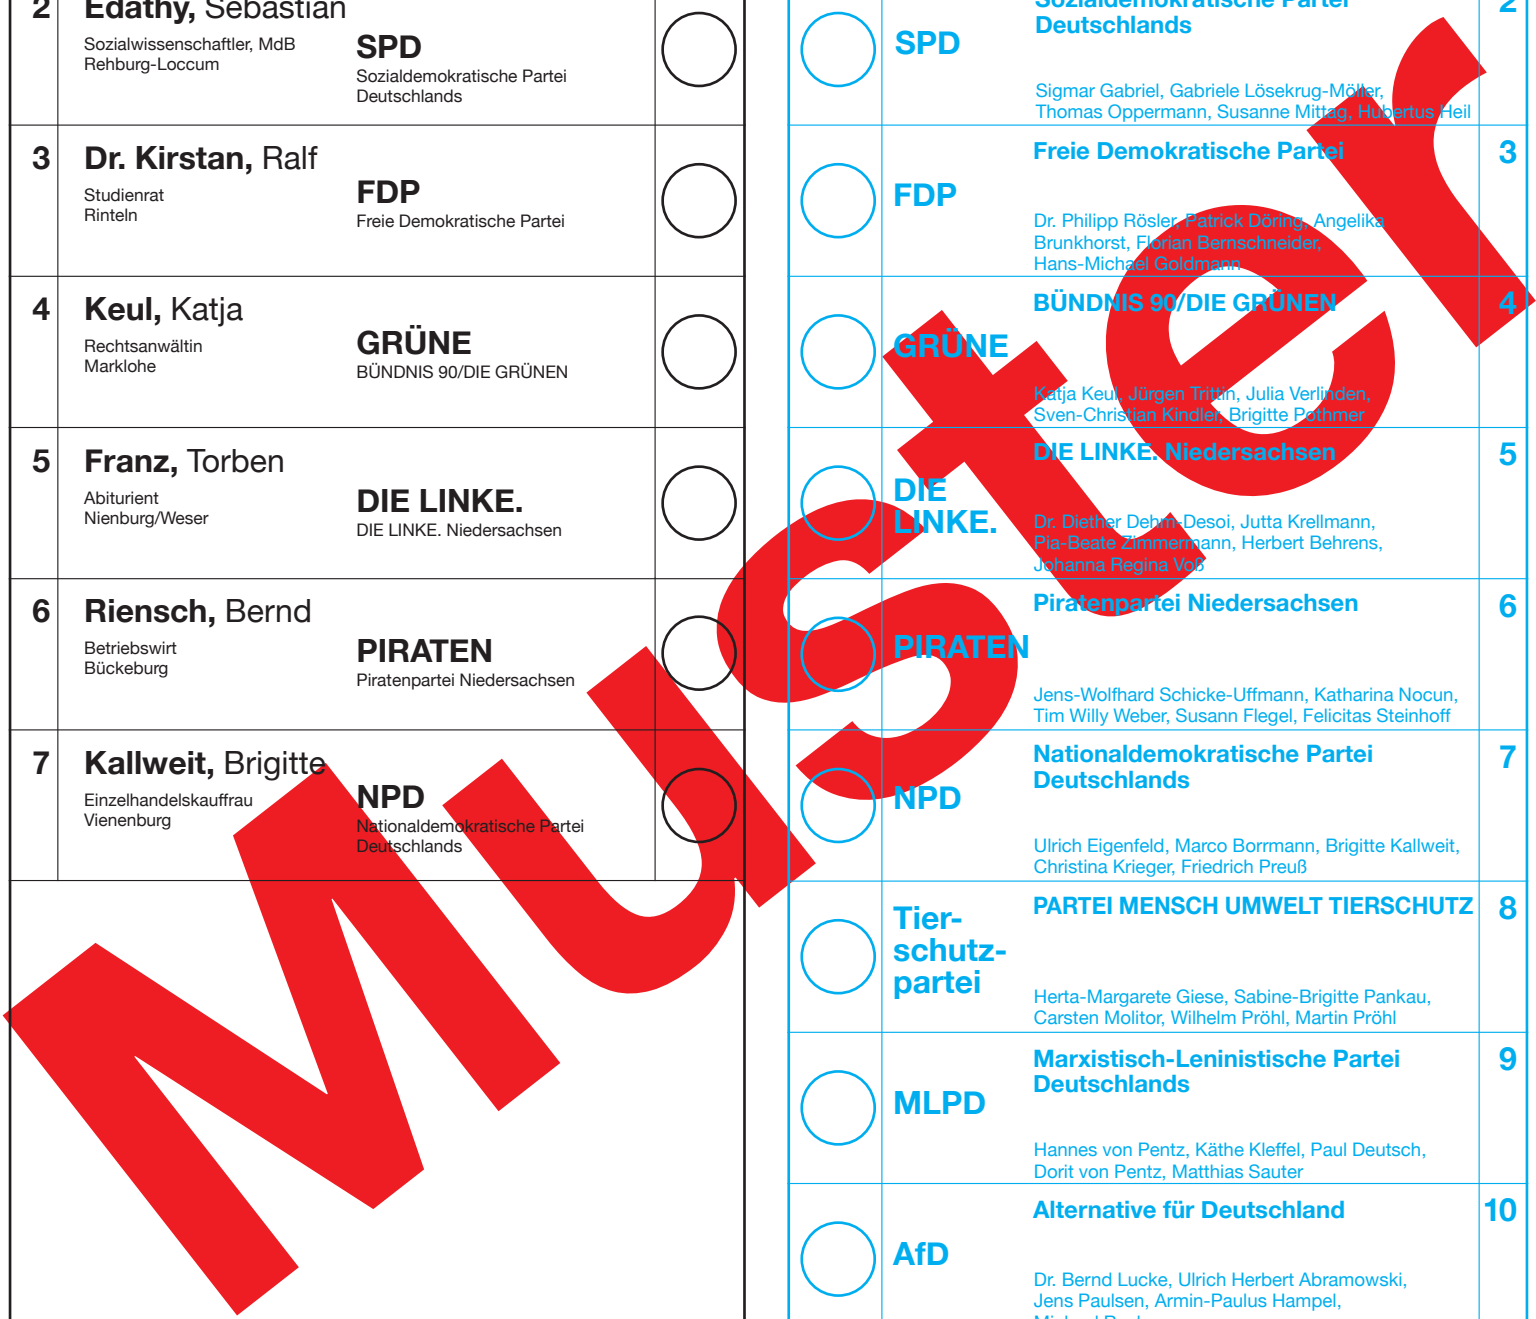 2
Edathy, Sebastian
Sozialwissenschaftler, MdB
Rehburg-Loccum
SPD
Sozialdemokratische Partei
Deutschlands
3
Dr. Kirstan, Ralf
Studienrat
Rinteln
FDP
Freie Demokratische Partei
4
Keul, Katja
Rechtsanwältin
Marklohe
GRÜNE
BÜNDNIS 90/DIE GRÜNEN
5
Franz, Torben
Abiturient
Nienburg/Weser
DIE LINKE.
DIE LINKE. Niedersachsen
6
Riensch, Bernd
Betriebswirt
Bückeburg
PIRATEN
Piratenpartei Niedersachsen
7
Kallweit, Brigitte
Einzelhandelskauffrau
Vienenburg
NPD
Nationaldemokratische Partei
Deutschlands
SPD
Sozialdemokratische Partei
Deutschlands
2
Sigmar Gabriel, Gabriele Lösekrug-Möller,
Thomas Oppermann, Susanne Mittag, Hubertus Heil
FDP
Freie Demokratische Partei
3
Dr. Philipp Rösler, Patrick Döring, Angelika
Brunkhorst, Florian Bernschneider,
Hans-Michael Goldmann
GRÜNE
BÜNDNIS 90/DIE GRÜNEN
4
Katja Keul, Jürgen Trittin, Julia Verlinden,
Sven-Christian Kindler, Brigitte Pothmer
DIE
LINKE.
DIE LINKE. Niedersachsen
5
Dr. Diether Dehm-Desoi, Jutta Krellmann,
Pia-Beate Zimmermann, Herbert Behrens,
Johanna Regina Voß
PIRATEN
Piratenpartei Niedersachsen
6
Jens-Wolfhard Schicke-Uffmann, Katharina Nocun,
Tim Willy Weber, Susann Flegel, Felicitas Steinhoff
NPD
Nationaldemokratische Partei
Deutschlands
7
Ulrich Eigenfeld, Marco Borrmann, Brigitte Kallweit,
Christina Krieger, Friedrich Preuß
Tier-
schutz-
partei
PARTEI MENSCH UMWELT TIERSCHUTZ
8
Herta-Margarete Giese, Sabine-Brigitte Pankau,
Carsten Molitor, Wilhelm Pröhl, Martin Pröhl
MLPD
Marxistisch-Leninistische Partei
Deutschlands
9
Hannes von Pentz, Käthe Kleffel, Paul Deutsch,
Dorit von Pentz, Matthias Sauter
AfD
Alternative für Deutschland
10
Dr. Bernd Lucke, Ulrich Herbert Abramowski,
Jens Paulsen, Armin-Paulus Hampel,
Muster